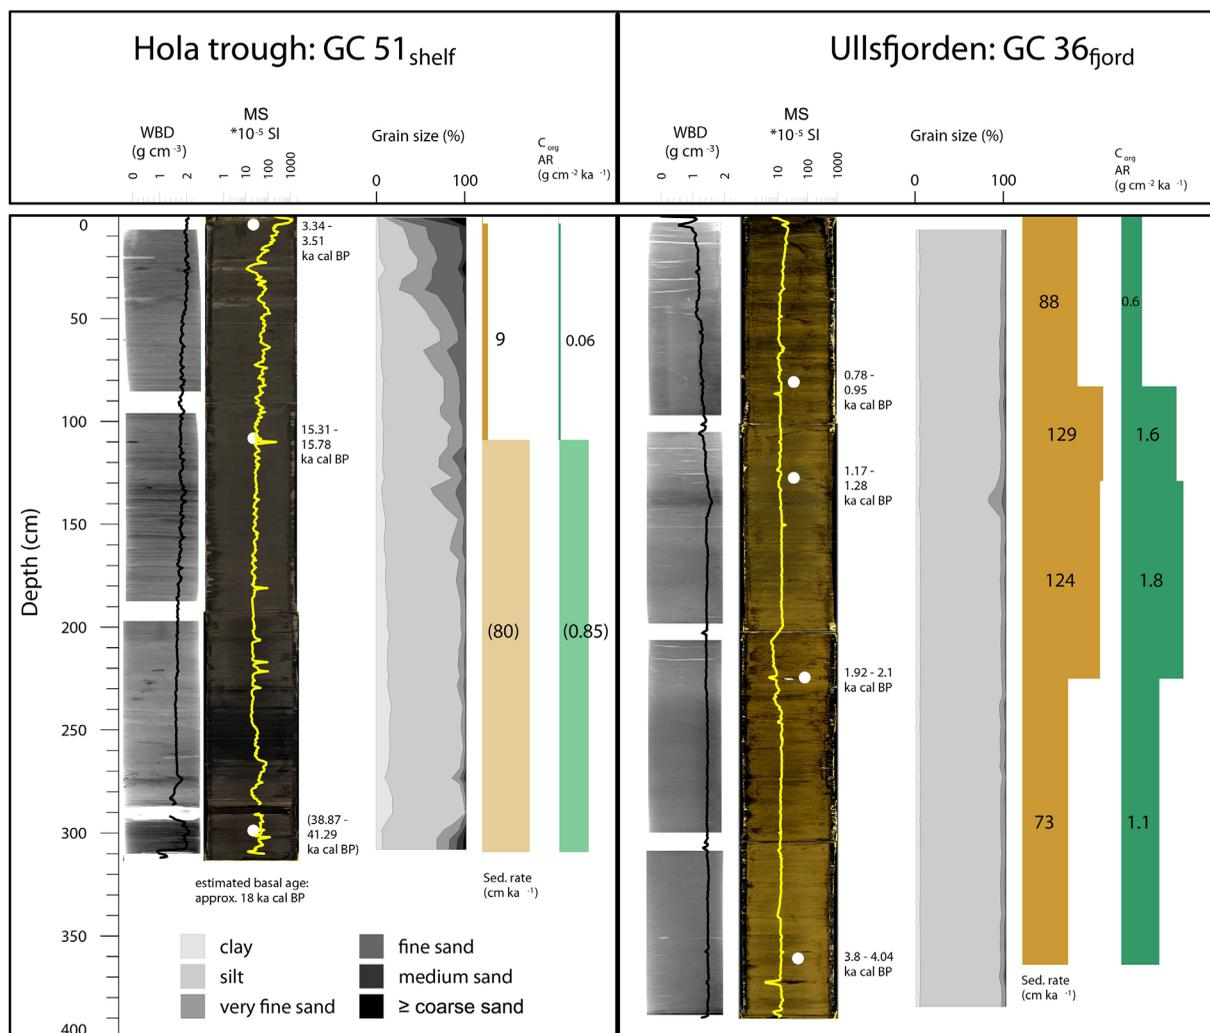 Hola trough: GC 51shelf
Ullsfjorden: GC 36fjord
WBD
(g cm -3)
0 1 2
MS
*10-5 SI
1 10 100 1000
Grain size (%)
0 100
C org
AR
(g cm-2 ka -1)
WBD
(g cm -3)
0 1 2
MS
*10-5 SI
10 100 1000
Grain size (%)
0 100
C org
AR
(g cm-2 ka -1)
Depth (cm)
0
50
100
150
200
250
300
350
400
3.34 -
3.51
ka cal BP
15.31 -
15.78
ka cal BP
(38.87 -
41.29
ka cal BP)
9
0.06
(80)
(0.85)
estimated basal age:
approx. 18 ka cal BP
Sed. rate
(cm ka -1)
clay
silt
very fine sand
fine sand
medium sand
≥ coarse sand
0.78 -
0.95
ka cal BP
1.17 -
1.28
ka cal BP
1.92 - 2.1
ka cal BP
3.8 - 4.04
ka cal BP
88
0.6
129
1.6
124
1.8
73
1.1
Sed. rate
(cm ka -1)